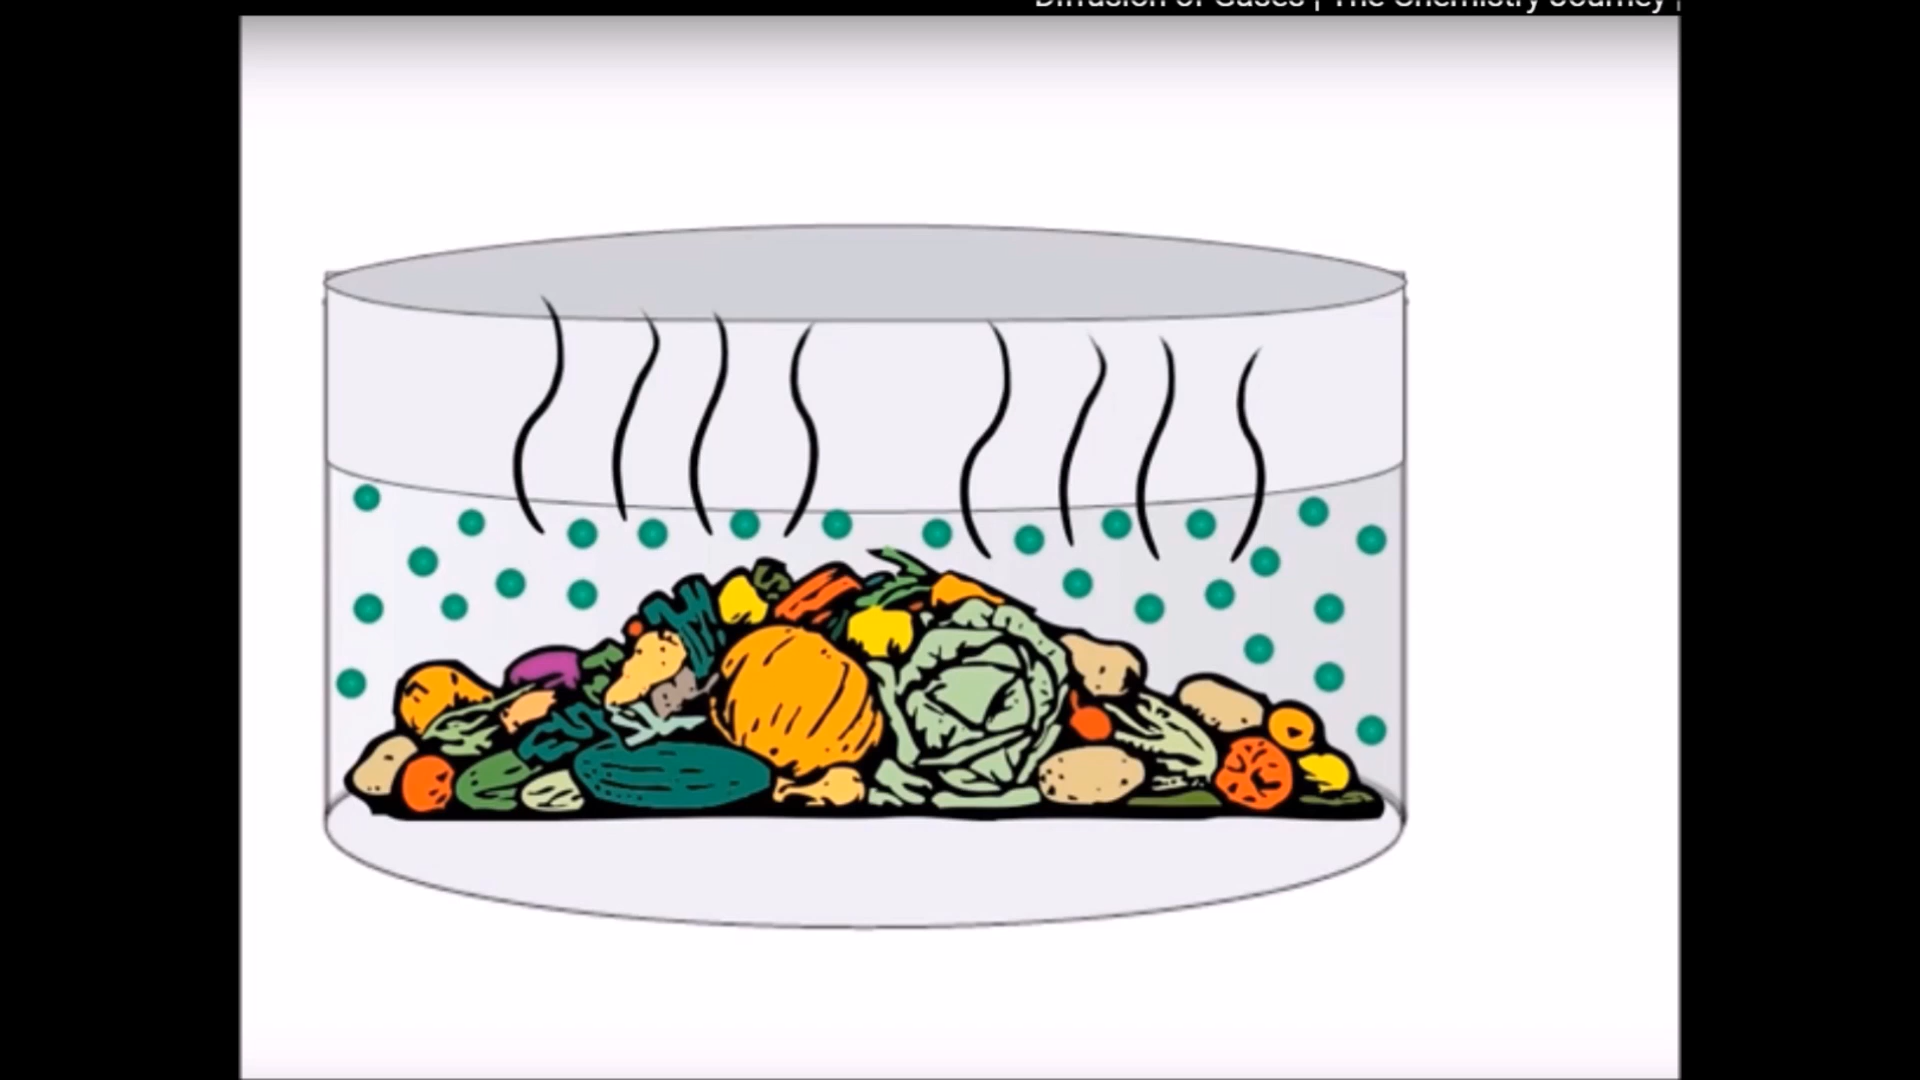 Diffusion of Gases | The Chemistry Journey |